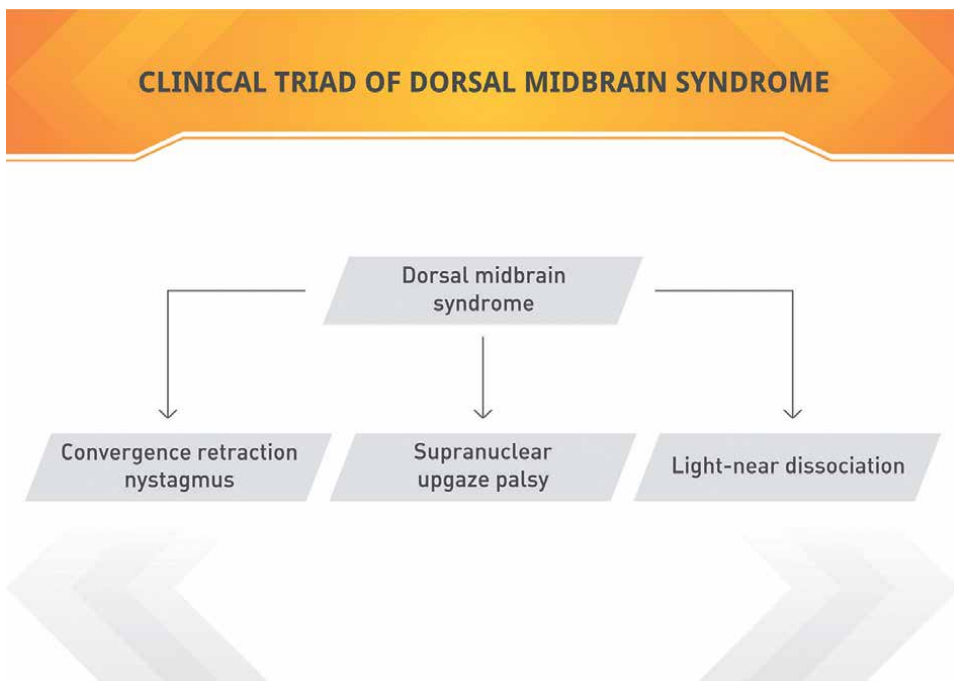 CLINICAL TRIAD OF DORSAL MIDBRAIN SYNDROME
Dorsal midbrain
syndrome
Convergence retraction
nystagmus
Supranuclear
upgaze palsy
Light-near dissociation